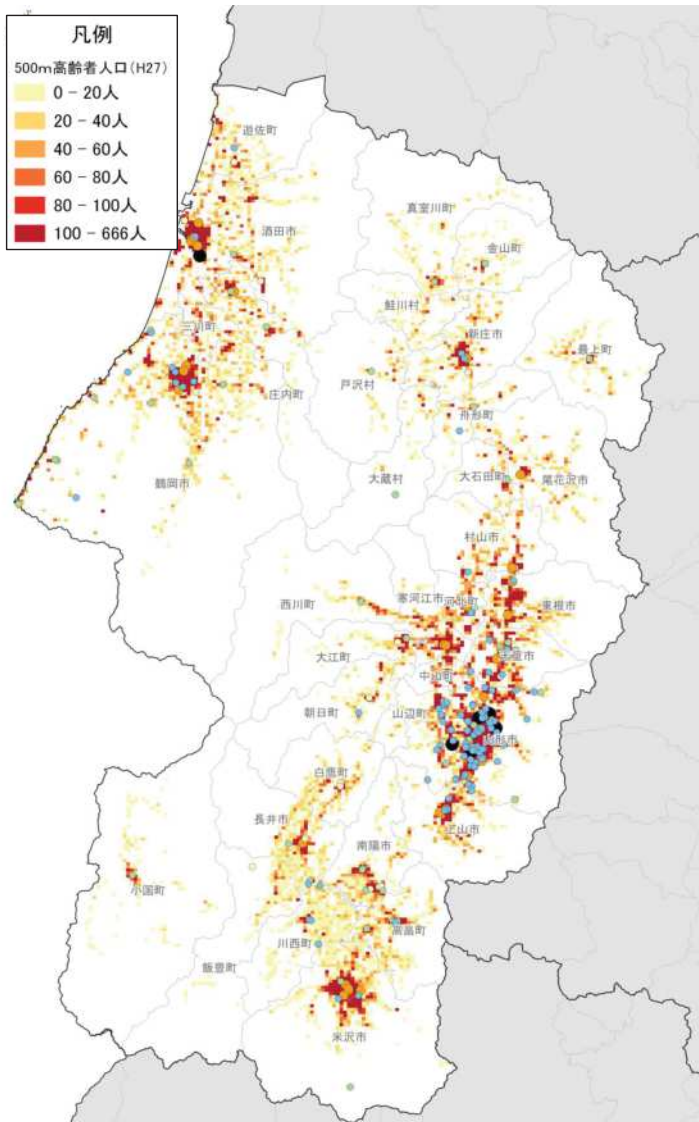 凡例
500m高齢者人口(H27)
0 - 20人
20 - 40人
40 - 60人
60 - 80人
80 - 100人
100 - 666人
遊佐町
真室川町
酒田市
金山町
鮭川村
三川町
新庄市
最上町
戸沢村
庄内町
舟形町
大蔵村
大石田町
尾花沢市
鶴岡市
村山市
西川町
寒河江市
河北町
東根市
大江町
天童市
中山町
朝日町
山辺町
山形市
白鷹町
長井市
上山市
南陽市
小国町
高畠町
川西町
飯豊町
米沢市